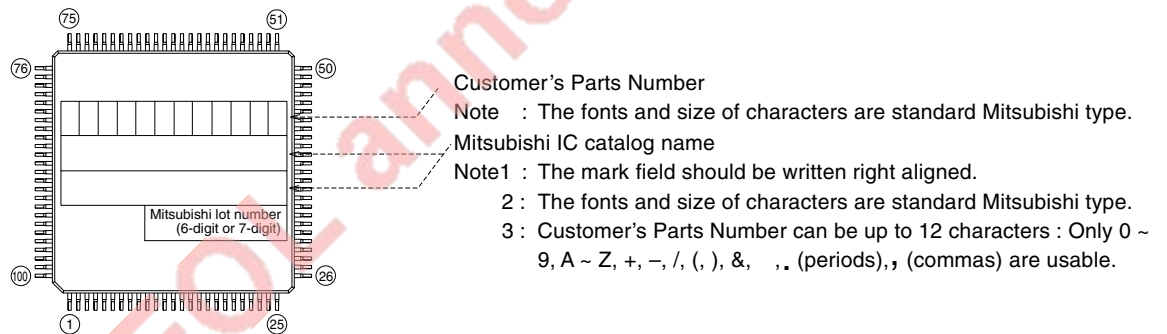 75 51
76 50
Customer's Parts Number
Note : The fonts and size of characters are standard Mitsubishi type.
Mitsubishi IC catalog name
Note1 : The mark field should be written right aligned.
2 : The fonts and size of characters are standard Mitsubishi type.
3 : Customer's Parts Number can be up to 12 characters : Only 0 ~
9, A ~ Z, +, –, /, (, ), &, , . (periods), , (commas) are usable.
Mitsubishi lot number
(6-digit or 7-digit)
100 26
1 25
EOL anno